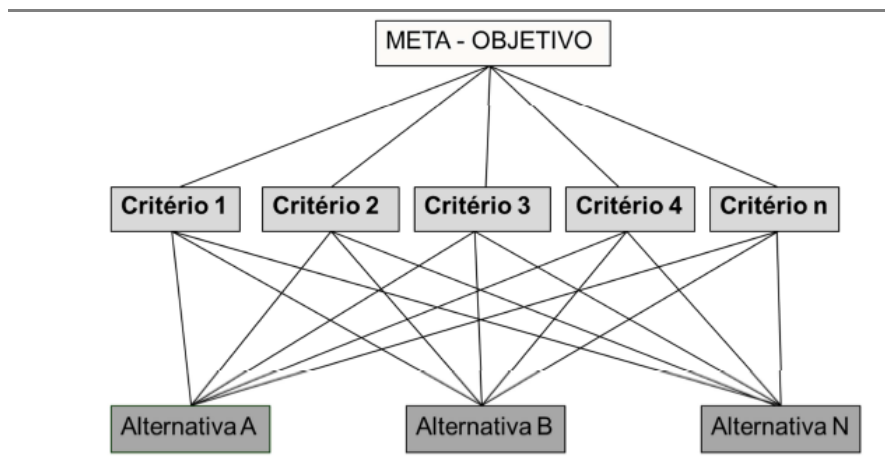 META - OBJETIVO
Critério 1
Critério 2
Critério 3
Critério 4
Critério n
Alternativa A
Alternativa B
Alternativa N